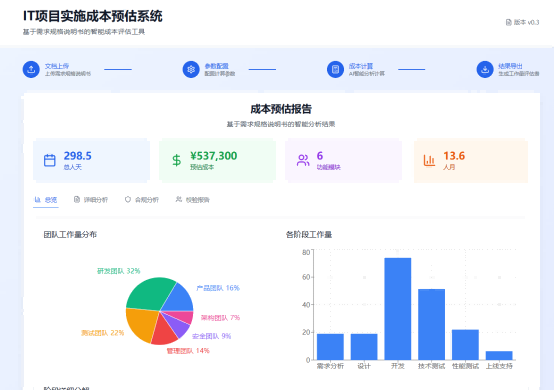 IT项目实施成本预估系统
基于需求规格说明书的智能成本评估工具
版本 v0.3
文档上传
上传需求规格说明书
参数配置
配置计算参数
成本计算
AI智能分析计算
结果导出
生成工作量评估表
成本预估报告
基于需求规格说明书的智能分析结果
298.5
总人天
¥537,300
预估成本
6
功能模块
13.6
人月
总览
详细分析
合规分析
校验报告
团队工作量分布
研发团队 32%
产品团队 16%
架构团队 7%
安全团队 9%
管理团队 14%
测试团队 22%
各阶段工作量
80
60
40
20
0
需求分析
设计
开发
技术测试
性能测试
上线支持